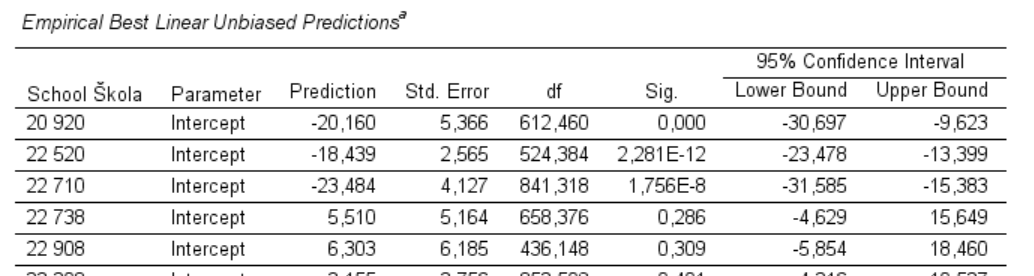 Empirical Best Linear Unbiased Predictionsª
95% Confidence Interval
School Škola Parameter Prediction Std. Error df Sig. Lower Bound Upper Bound
20 920 Intercept -20,160 5,366 612,460 0,000 -30,697 -9,623
22 520 Intercept -18,439 2,565 524,384 2,281E-12 -23,478 -13,399
22 710 Intercept -23,484 4,127 841,318 1,756E-8 -31,585 -15,383
22 738 Intercept 5,510 5,164 658,376 0,286 -4,629 15,649
22 908 Intercept 6,303 6,185 436,148 0,309 -5,854 18,460